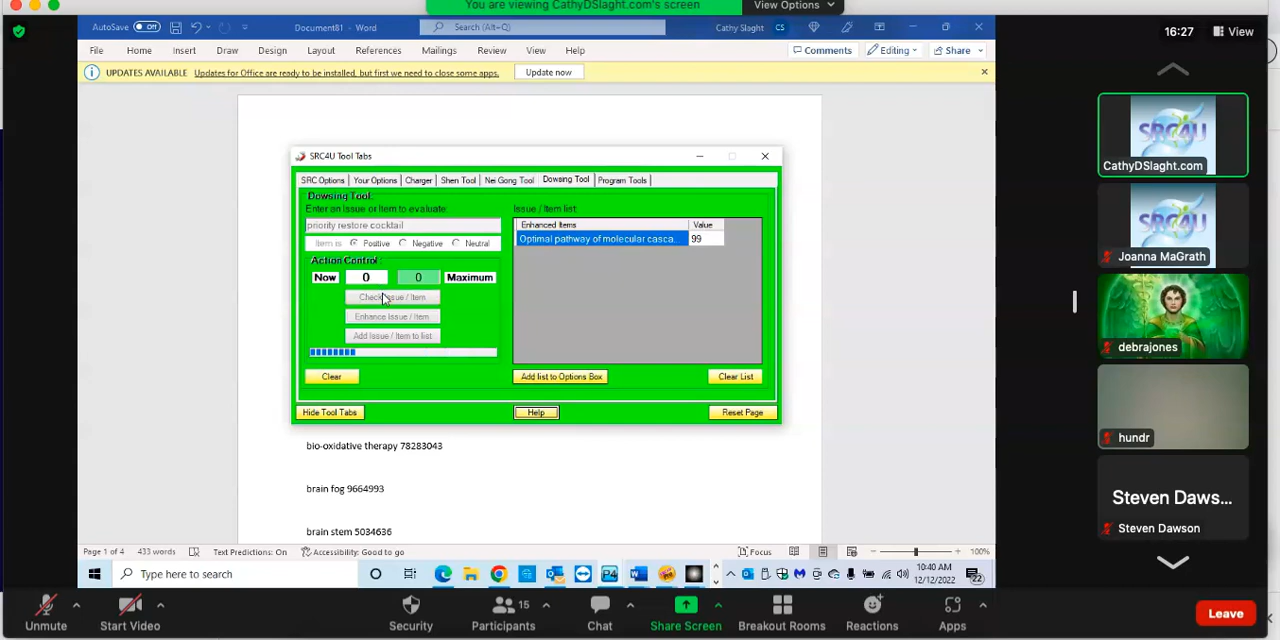 You are viewing CathyDSlaght.com's screen
View Options
AutoSave Off
Document81 - Word
Search (Alt+Q)
Cathy Slaght CS
16:27 View
File Home Insert Draw Design Layout References Mailings Review View Help
Comments Editing Share
UPDATES AVAILABLE Updates for Office are ready to be installed, but first we need to close some apps. Update now
SRC4U Tool Tabs
SRC Options Your Options Charger Shen Tool Nei Gong Tool Dowsing Tool Program Tools
Dowsing Tool:
Enter an issue or Item to evaluate:
priority restore cocktail
Item is Positive Negative Neutral
Action Control :
Now 0 0 Maximum
Check Issue / Item
Enhance Issue / Item
Add Issue / Item to list
Clear
Issue / Item list:
Enhanced Items Value
Optimal pathway of molecular casca... 99
Add list to Options Box Clear List
Hide Tool Tabs Help Reset Page
bio-oxidative therapy 78283043
brain fog 9664993
brain stem 5034636
SRC4U
CathyDSlaght.com
SRC4U
Joanna MaGrath
debrajones
hundr
Steven Daws...
Steven Dawson
Page 1 of 4 433 words Text Predictions: On Accessibility: Good to go Focus 100%
Type here to search
P4
10:40 AM
12/12/2022
22
Unmute Start Video Security Participants 15 Chat Share Screen Breakout Rooms Reactions Apps Leave